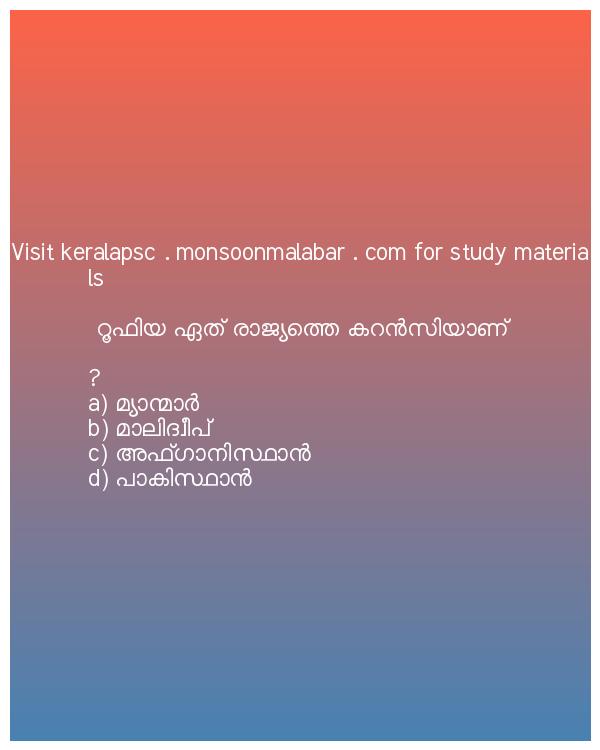 Visit keralapsc . monsoonmalabar . com for study materia
ls
റൂഫിയ ഏത് രാജ്യത്തെ കറൻസിയാണ്
?
a) മ്യാന്മാർ
b) മാലിദ്വീപ്
c) അഫ്ഗാനിസ്ഥാൻ
d) പാകിസ്ഥാൻ